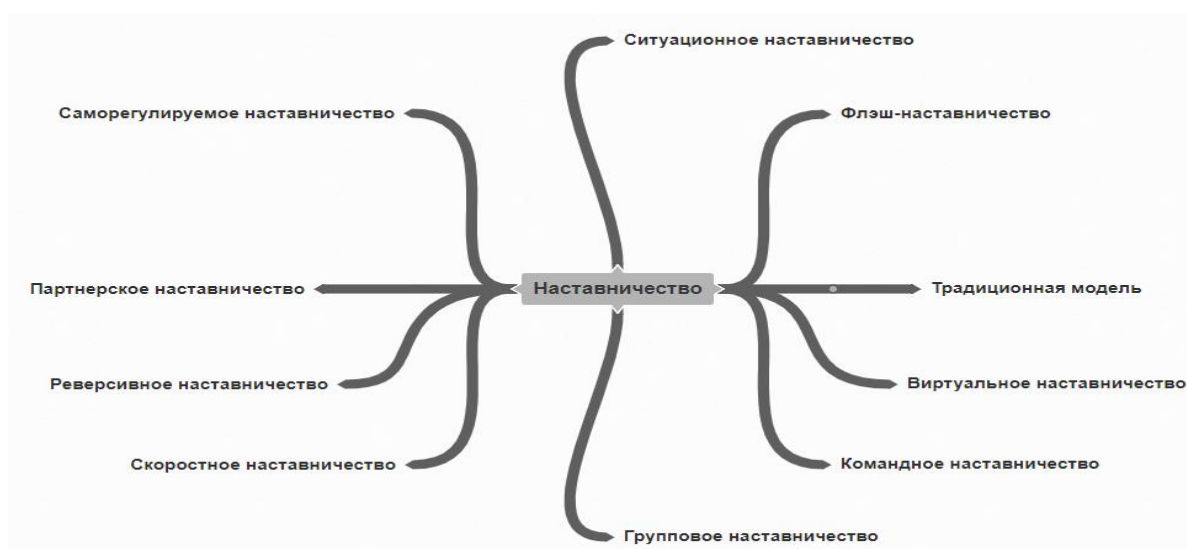 Ситуационное наставничество
Саморегулируемое наставничество
Флэш-наставничество
Партнерское наставничество
Наставничество
Традиционная модель
Реверсивное наставничество
Виртуальное наставничество
Скоростное наставничество
Командное наставничество
Групповое наставничество